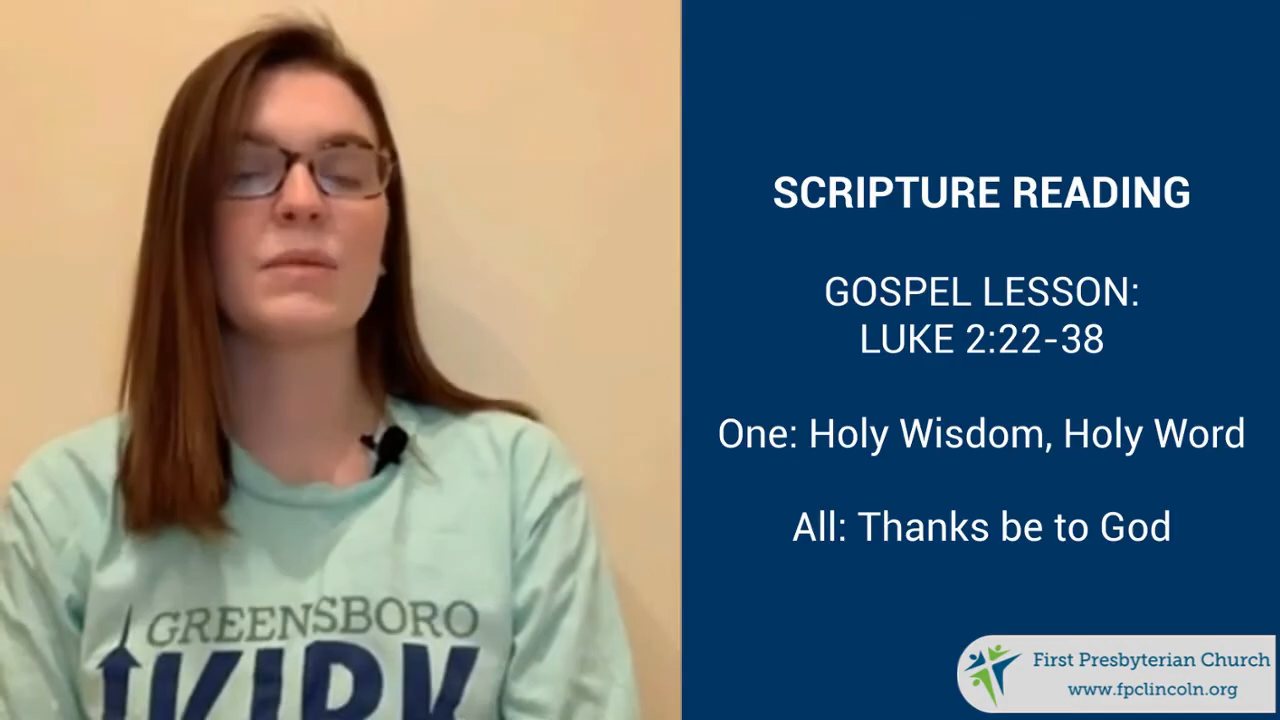 SCRIPTURE READING
GOSPEL LESSON:
LUKE 2:22-38
One: Holy Wisdom, Holy Word
All: Thanks be to God
GREENSBORO
KIRK
First Presbyterian Church
www.fpclincoln.org